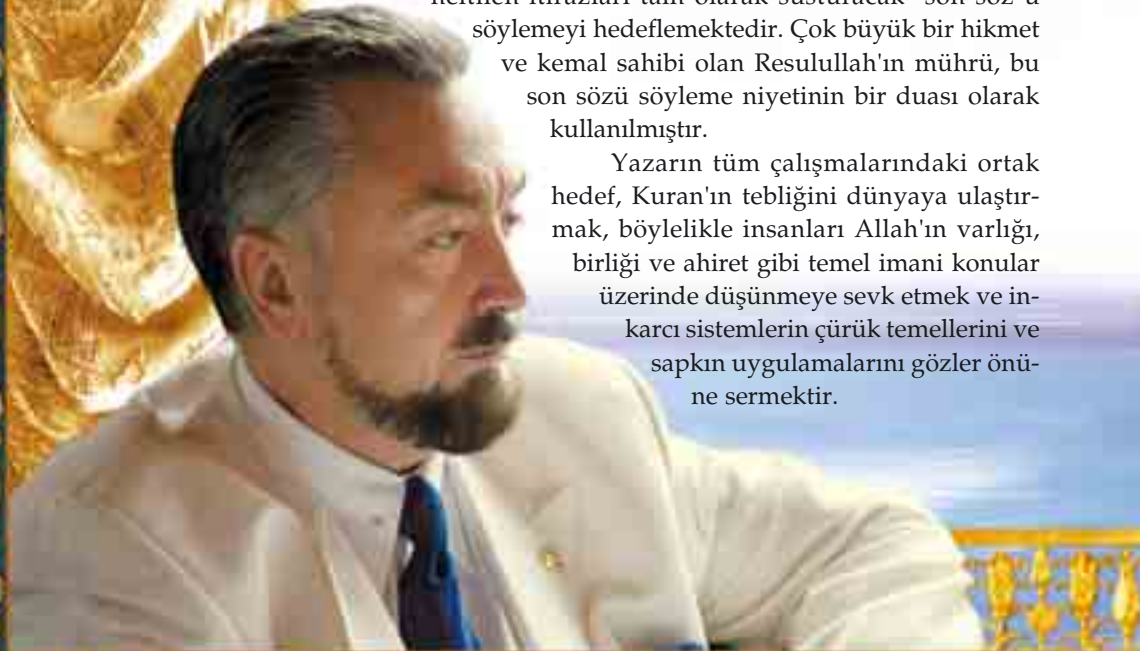 söylemeyi hedeflemektedir. Çok büyük bir hikmet
ve kemal sahibi olan Resulullah'ın mührü, bu
son sözü söyleme niyetinin bir duası olarak
kullanılmıştır.
Yazarın tüm çalışmalarındaki ortak
hedef, Kuran'ın tebliğini dünyaya ulaştır-
mak, böylelikle insanları Allah'ın varlığı,
birliği ve ahiret gibi temel imani konular
üzerinde düşünmeye sevk etmek ve in-
karcı sistemlerin çürük temellerini ve
sapkın uygulamalarını gözler önü-
ne sermektir.